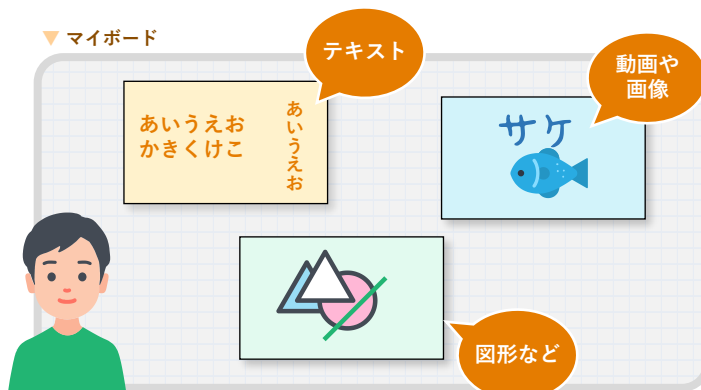 ▼ マイボード
テキスト
あいうえお
かきくけこ
あいうえお
動画や
画像
サケ
図形など